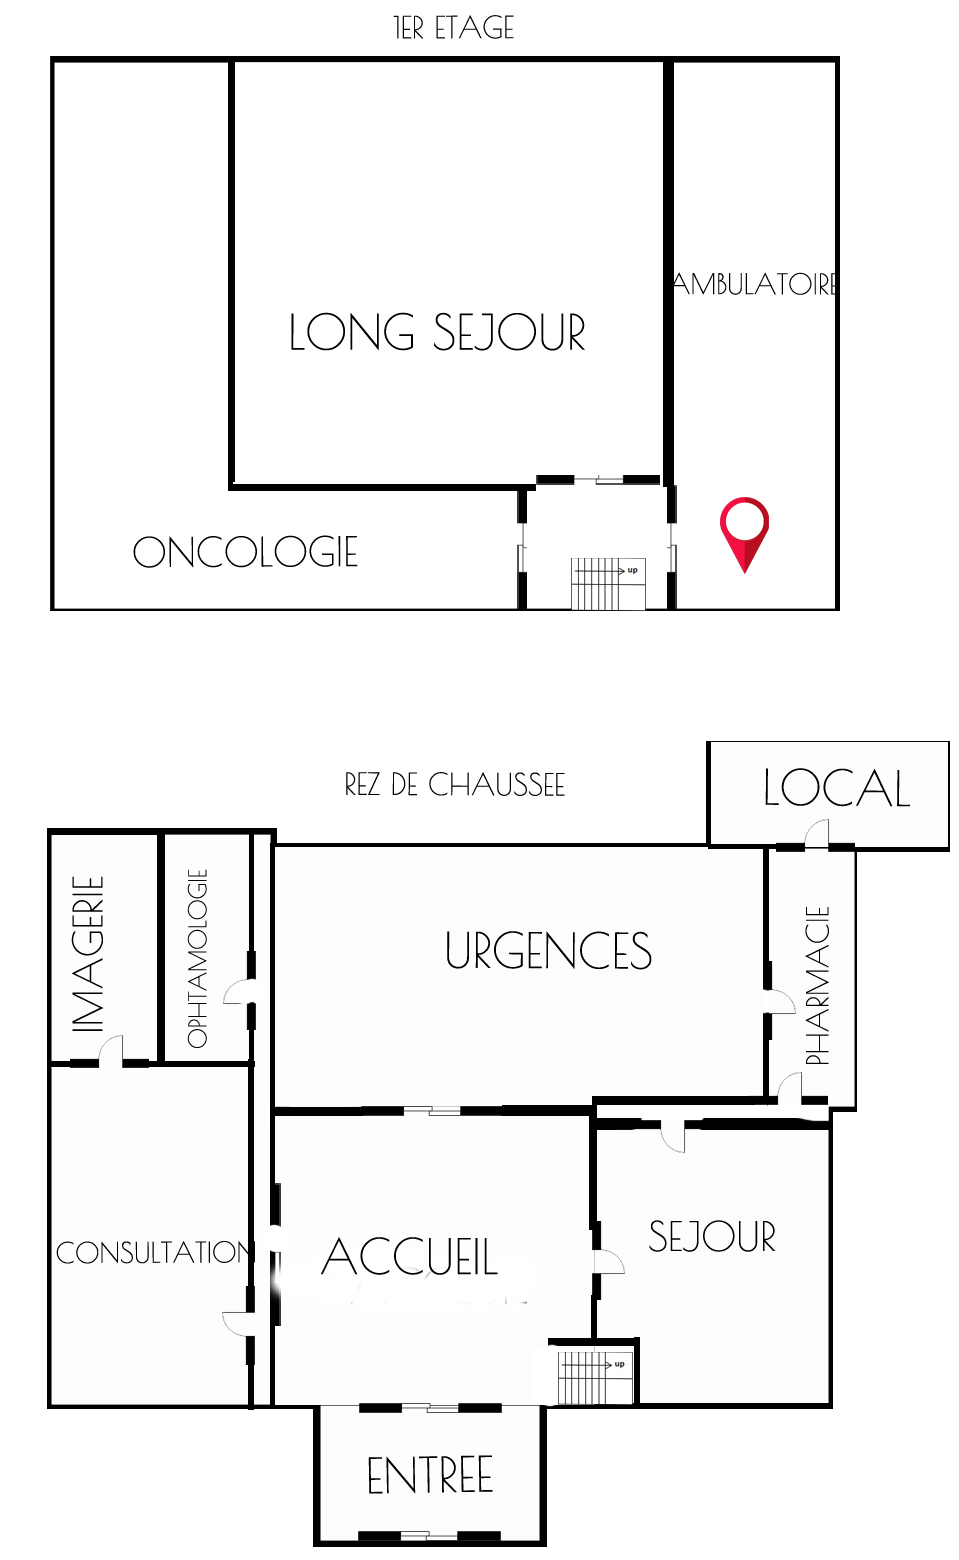 1ER ETAGE
AMBULATOIRE
LONG SEJOUR
ONCOLOGIE
up
REZ DE CHAUSSEE
LOCAL
IMAGERIE
OPHTAMOLOGIE
URGENCES
PHARMACIE
CONSULTATION
ACCUEIL
SEJOUR
up
ENTREE